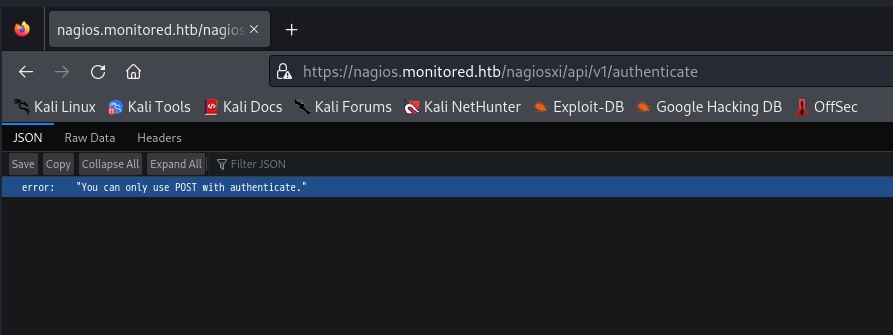 nagios.monitored.htb/nagios
https://nagios.monitored.htb/nagiosxi/api/v1/authenticate
Kali Linux Kali Tools Kali Docs Kali Forums Kali NetHunter Exploit-DB Google Hacking DB OffSec
JSON Raw Data Headers
Save Copy Collapse All Expand All Filter JSON
error: "You can only use POST with authenticate."